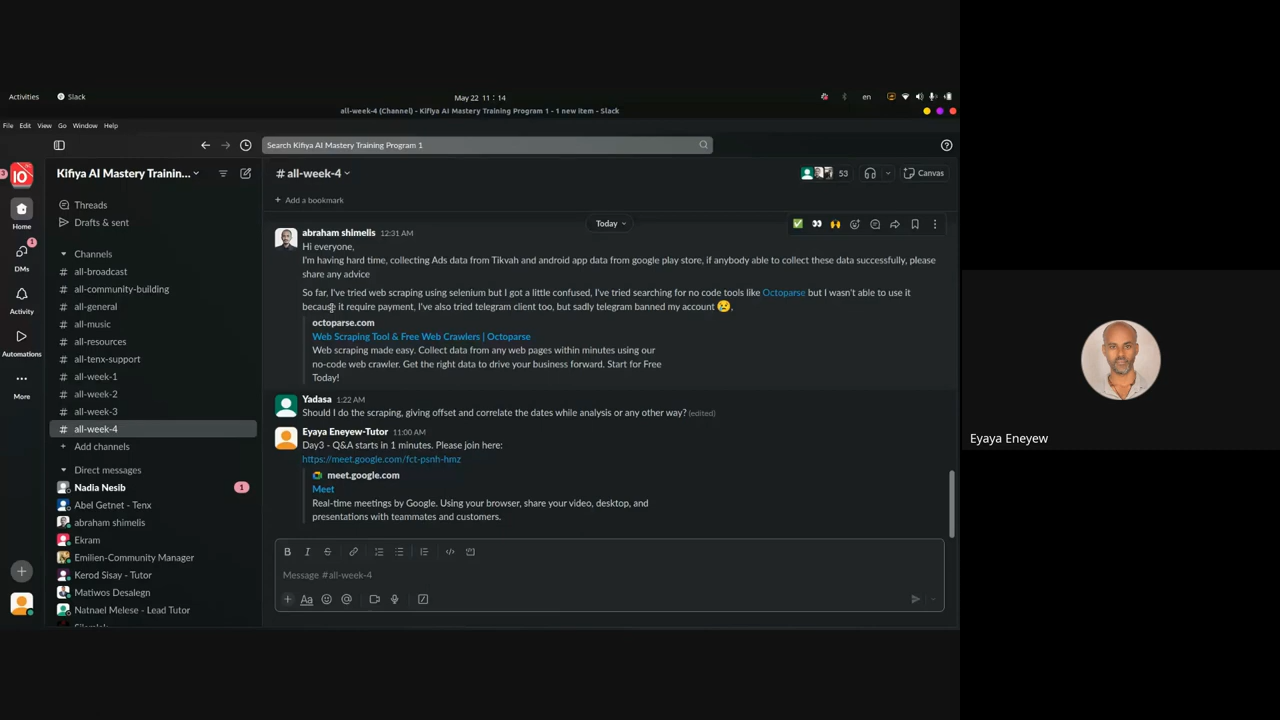 Activities
Slack
May 22 11 : 14
en
all-week-4 (Channel) - Kifiya AI Mastery Training Program 1 - 1 new item - Slack
File Edit View Go Window Help
Search Kifiya AI Mastery Training Program 1
Kifiya AI Mastery Trainin...
Home
DMs
1
Activity
Automations
More
Threads
Drafts & sent
Channels
# all-broadcast
# all-community-building
# all-general
# all-music
# all-resources
# all-tenx-support
# all-week-1
# all-week-2
# all-week-3
# all-week-4
+ Add channels
Direct messages
Nadia Nesib 1
Abel Getnet - Tenx
abraham shimelis
Ekram
Emilien-Community Manager
Kerod Sisay - Tutor
Matiwos Desalegn
Natnael Melese - Lead Tutor
# all-week-4
53
Canvas
+ Add a bookmark
Today
abraham shimelis 12:31 AM
Hi everyone,
I'm having hard time, collecting Ads data from Tikvah and android app data from google play store, if anybody able to collect these data successfully, please
share any advice
So far, I've tried web scraping using selenium but I got a little confused, I've tried searching for no code tools like Octoparse but I wasn't able to use it
because it require payment, I've also tried telegram client too, but sadly telegram banned my account 😢,
octoparse.com
Web Scraping Tool & Free Web Crawlers | Octoparse
Web scraping made easy. Collect data from any web pages within minutes using our
no-code web crawler. Get the right data to drive your business forward. Start for Free
Today!
Yadasa 1:22 AM
Should I do the scraping, giving offset and correlate the dates while analysis or any other way? (edited)
Eyaya Eneyew-Tutor 11:00 AM
Day3 - Q&A starts in 1 minutes. Please join here:
https://meet.google.com/fct-psnh-hmz
meet.google.com
Meet
Real-time meetings by Google. Using your browser, share your video, desktop, and
presentations with teammates and customers.
B I S
Message #all-week-4
+ Aa @
Eyaya Eneyew